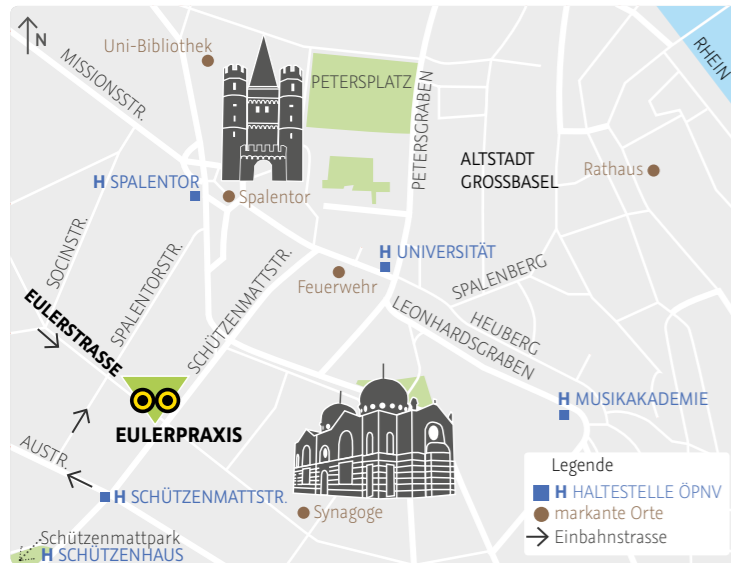 N
Uni-Bibliothek
MISSIONSSTR.
PETERSPLATZ
PETERSGRABEN
RHEIN
ALTSTADT
GROSSBASEL
Rathaus
H SPALENTOR
Spalentor
SOCINSTR.
SPALENTORSTR.
SCHÜTZENMATTSTR.
H UNIVERSITÄT
Feuerwehr
SPALENBERG
HEUBERG
LEONHARDSGRABEN
EULERSTRASSE
EULERPRAXIS
H MUSIKAKADEMIE
AUSTR.
H SCHÜTZENMATTSTR.
Synagoge
Schützenmattpark
H SCHÜTZENHAUS
Legende
H HALTESTELLE ÖPNV
markante Orte
Einbahnstrasse